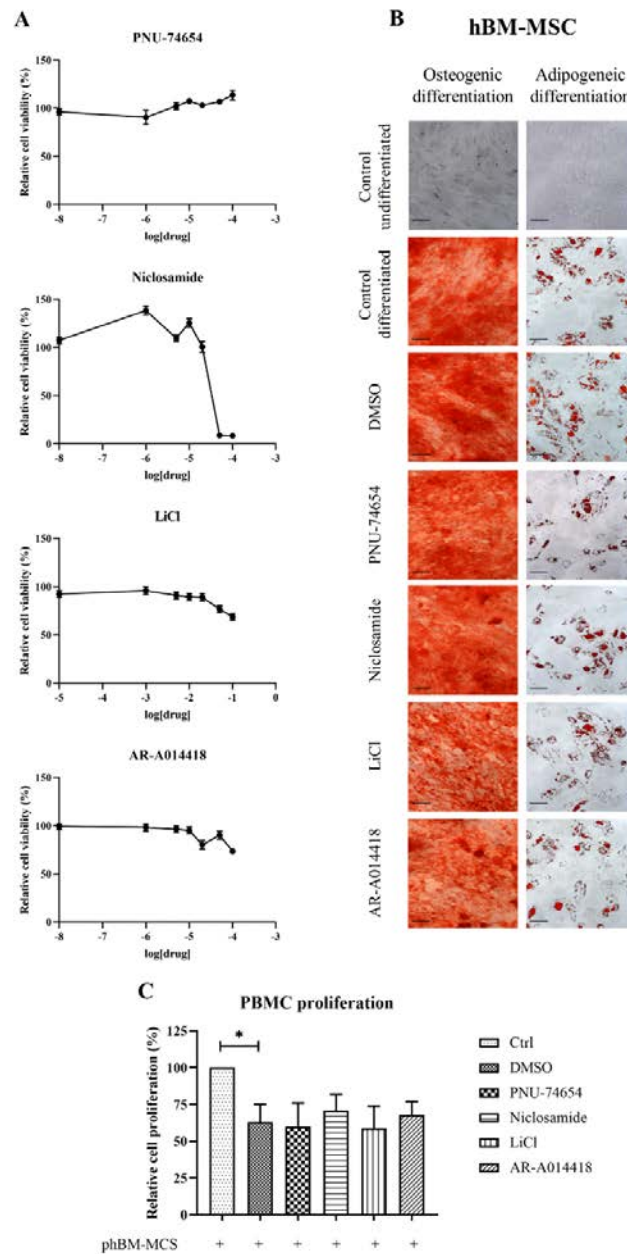 A
PNU-74654
Relative cell viability (%)
150
100
50
0
-8
-7
-6
-5
-4
-3
log[drug]
Niclosamide
Relative cell viability (%)
150
100
50
0
-8
-7
-6
-5
-4
-3
log[drug]
LiCl
Relative cell viability (%)
150
100
50
0
-5
-4
-3
-2
-1
0
log[drug]
AR-A014418
Relative cell viability (%)
150
100
50
0
-8
-7
-6
-5
-4
-3
log[drug]
B
hBM-MSC
Osteogenic
differentiation
Adipogeneic
differentiation
Control
undifferentiated
Control
differentiated
DMSO
PNU-74654
Niclosamide
LiCl
AR-A014418
C
PBMC proliferation
Relative cell proliferation (%)
125
100
75
50
25
0
*
phBM-MCS + + + + + +
Ctrl
DMSO
PNU-74654
Niclosamide
LiCl
AR-A014418